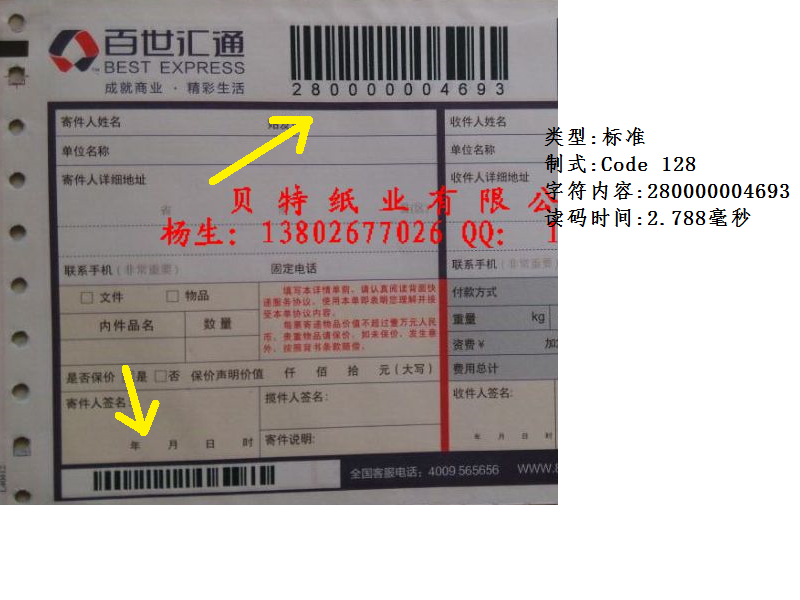 百世汇通
BEST EXPRESS
成就商业 · 精彩生活
280000004693
寄件人姓名
始发
收件人姓名
单位名称
单位名称
寄件人详细地址
收件人详细地址
省
贝特纸业有限公
杨生: 13802677026 QQ: 1
联系手机(非常重要)
固定电话
联系手机(非常重要)
文件
物品
内件品名
数量
填写本详情单前，请认真阅读背面快
递服务协议。使用本单即表明您理解并接
受本单协议内容。
每票寄递物品价值不超过壹万元人民
币，贵重物品请保价，如未保价，发生意
外，按照背书条款赔偿。
付款方式
重量 kg
资费¥ 加
费用总计
是否保价 是 否 保价声明价值 仟 佰 拾 元(大写)
寄件人签名:
揽件人签名:
收件人签名:
年 月 日 时
寄件说明:
年 月 日 时
全国客服电话: 4009 565656 WWW.
类型:标准
制式:Code 128
字符内容:280000004693
读码时间:2.788毫秒